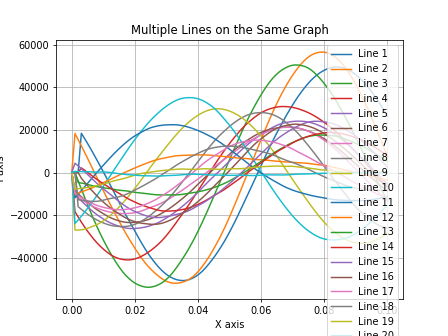 Multiple Lines on the Same Graph
60000
40000
20000
0
−20000
−40000
0.00
0.02
0.04
0.06
X axis
Line 1
Line 2
Line 3
Line 4
Line 5
Line 6
Line 7
Line 8
Line 9
Line 10
Line 11
Line 12
Line 13
Line 14
Line 15
Line 16
Line 17
Line 18
Line 19
Line 20